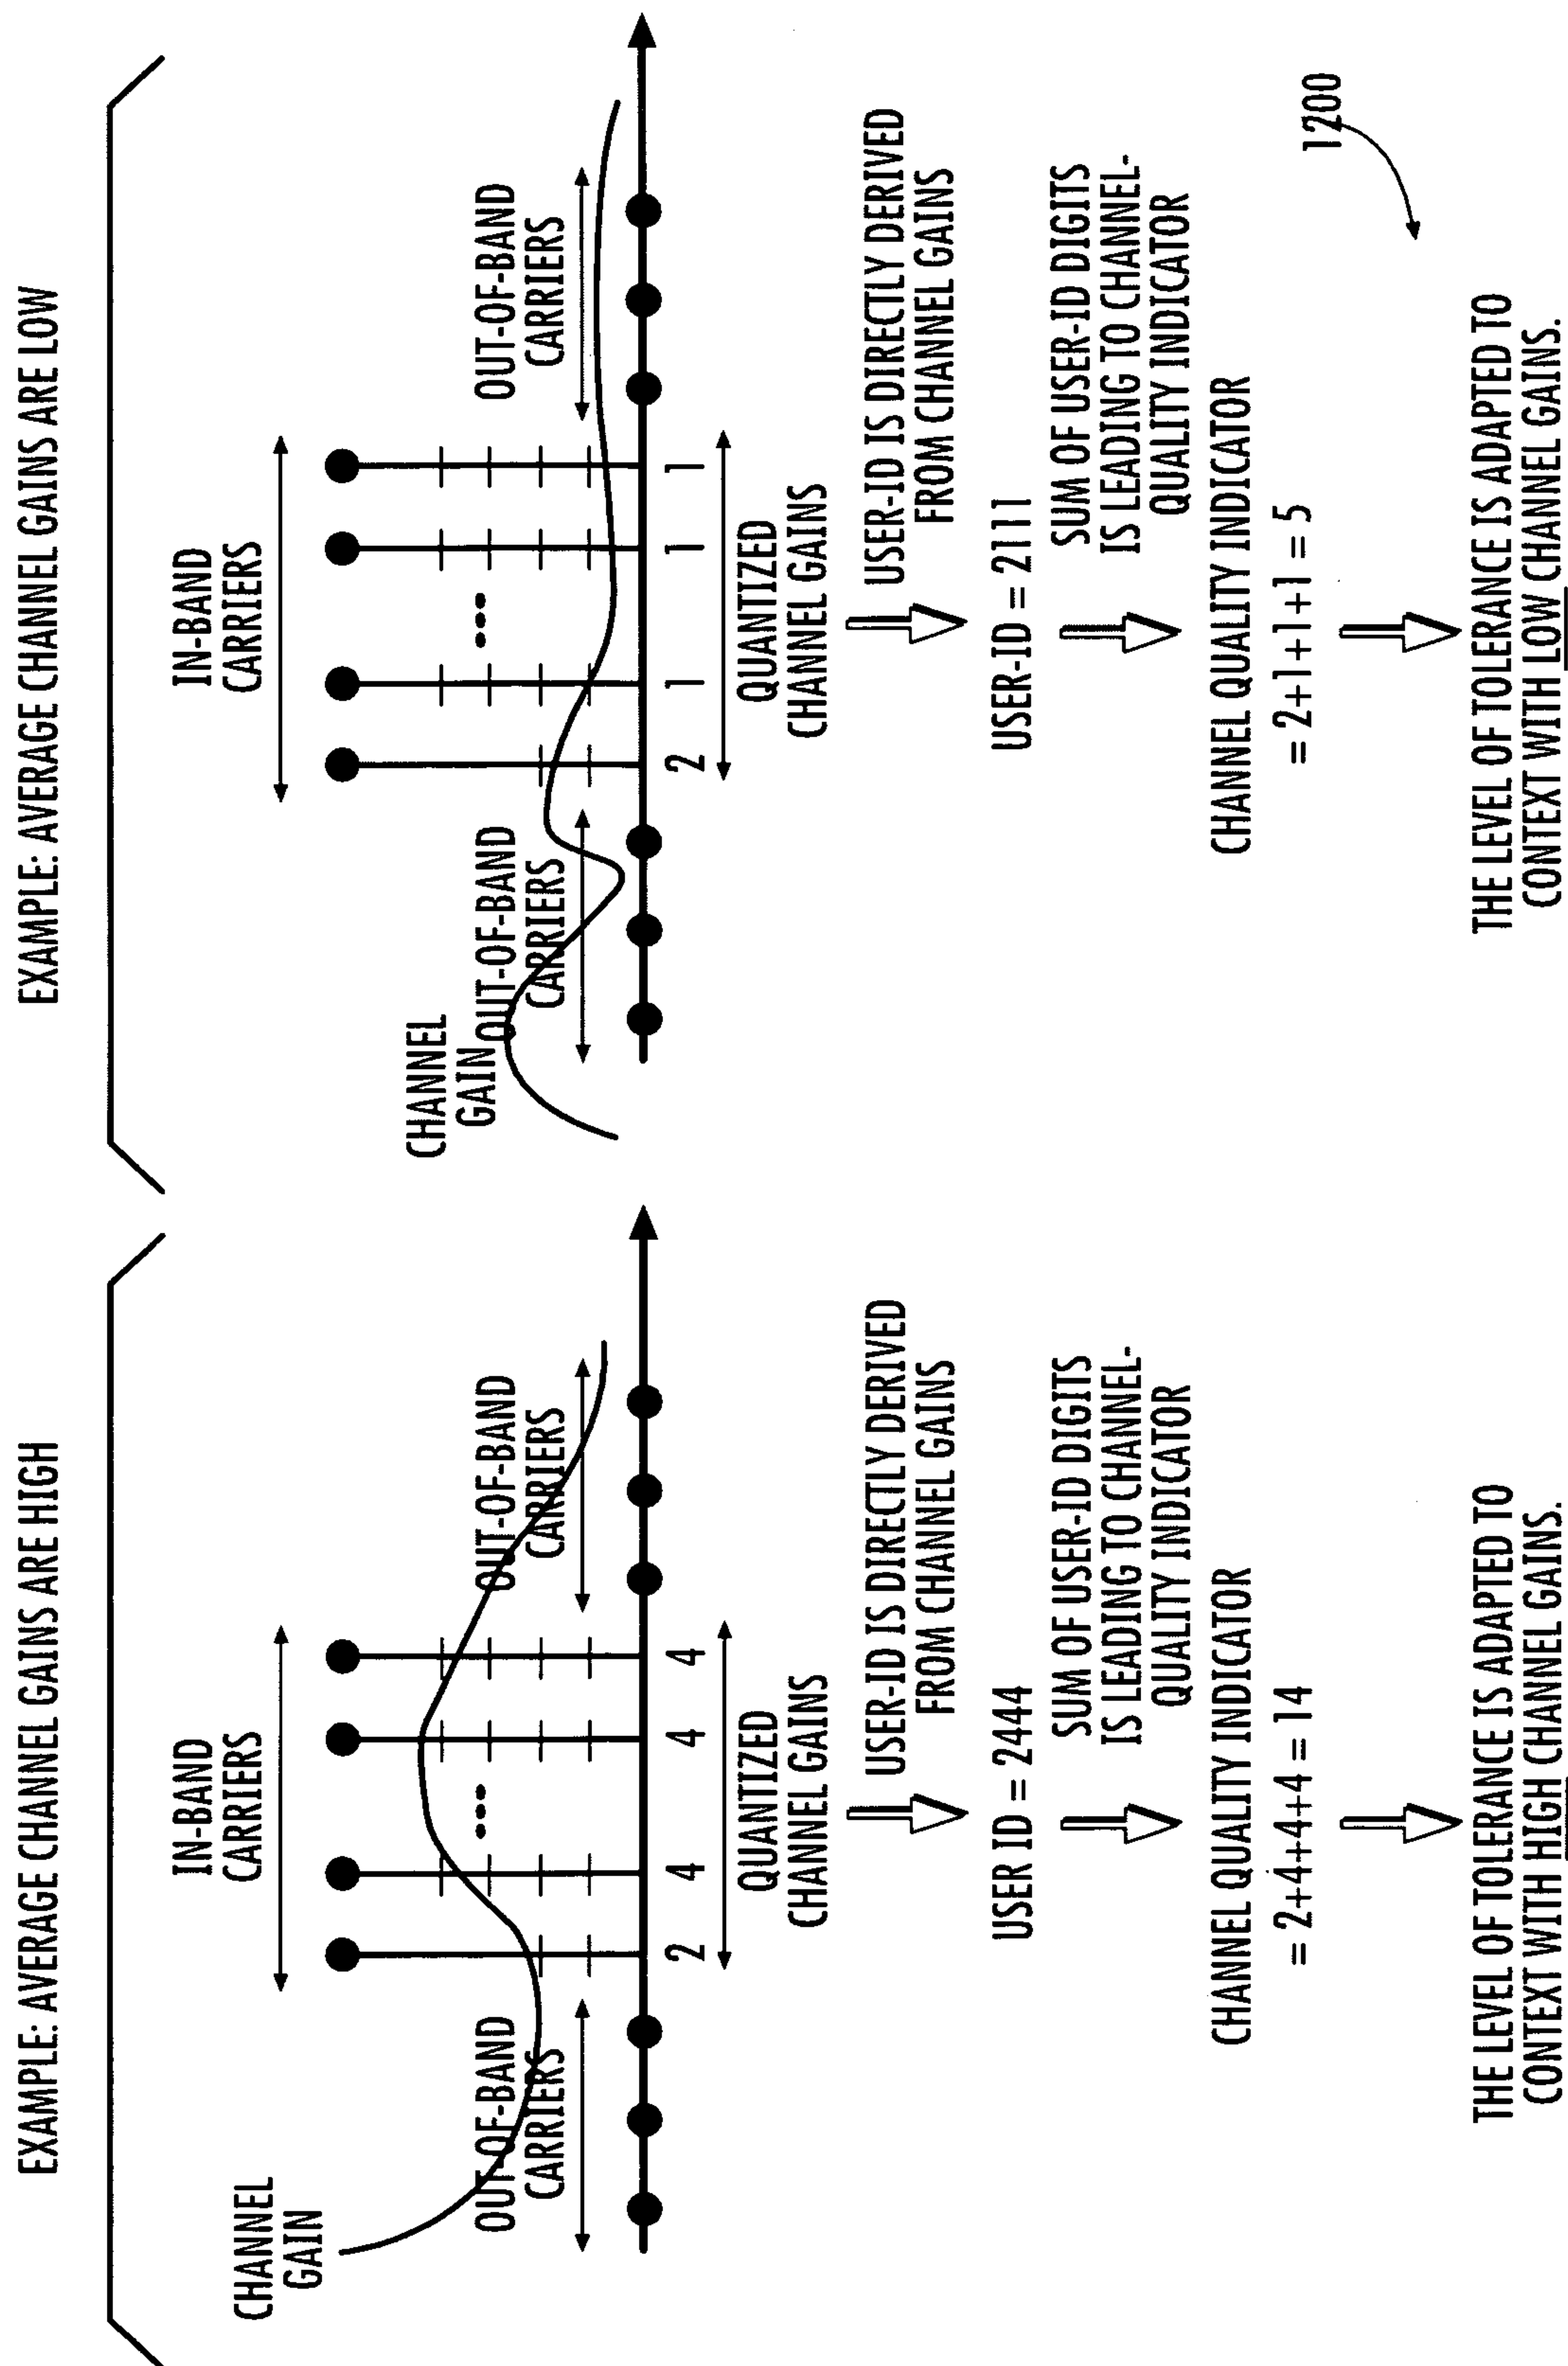 EXAMPLE: AVERAGE CHANNEL GAINS ARE HIGH
CHANNEL
GAIN
IN-BAND
CARRIERS
OUT-OF-BAND
CARRIERS
OUT-OF-BAND
CARRIERS
2 4 4 4
QUANTIZED
CHANNEL GAINS
USER-ID IS DIRECTLY DERIVED
FROM CHANNEL GAINS
USER ID = 2444
SUM OF USER-ID DIGITS
IS LEADING TO CHANNEL-
QUALITY INDICATOR
CHANNEL QUALITY INDICATOR
= 2+4+4+4 = 14
THE LEVEL OF TOLERANCE IS ADAPTED TO
CONTEXT WITH HIGH CHANNEL GAINS.
EXAMPLE: AVERAGE CHANNEL GAINS ARE LOW
IN-BAND
CARRIERS
CHANNEL
GAIN
OUT-OF-BAND
CARRIERS
OUT-OF-BAND
CARRIERS
2 1 1 1
QUANTIZED
CHANNEL GAINS
USER-ID IS DIRECTLY DERIVED
FROM CHANNEL GAINS
USER-ID = 2111
SUM OF USER-ID DIGITS
IS LEADING TO CHANNEL-
QUALITY INDICATOR
CHANNEL QUALITY INDICATOR
= 2+1+1+1 = 5
1200
THE LEVEL OF TOLERANCE IS ADAPTED TO
CONTEXT WITH LOW CHANNEL GAINS.